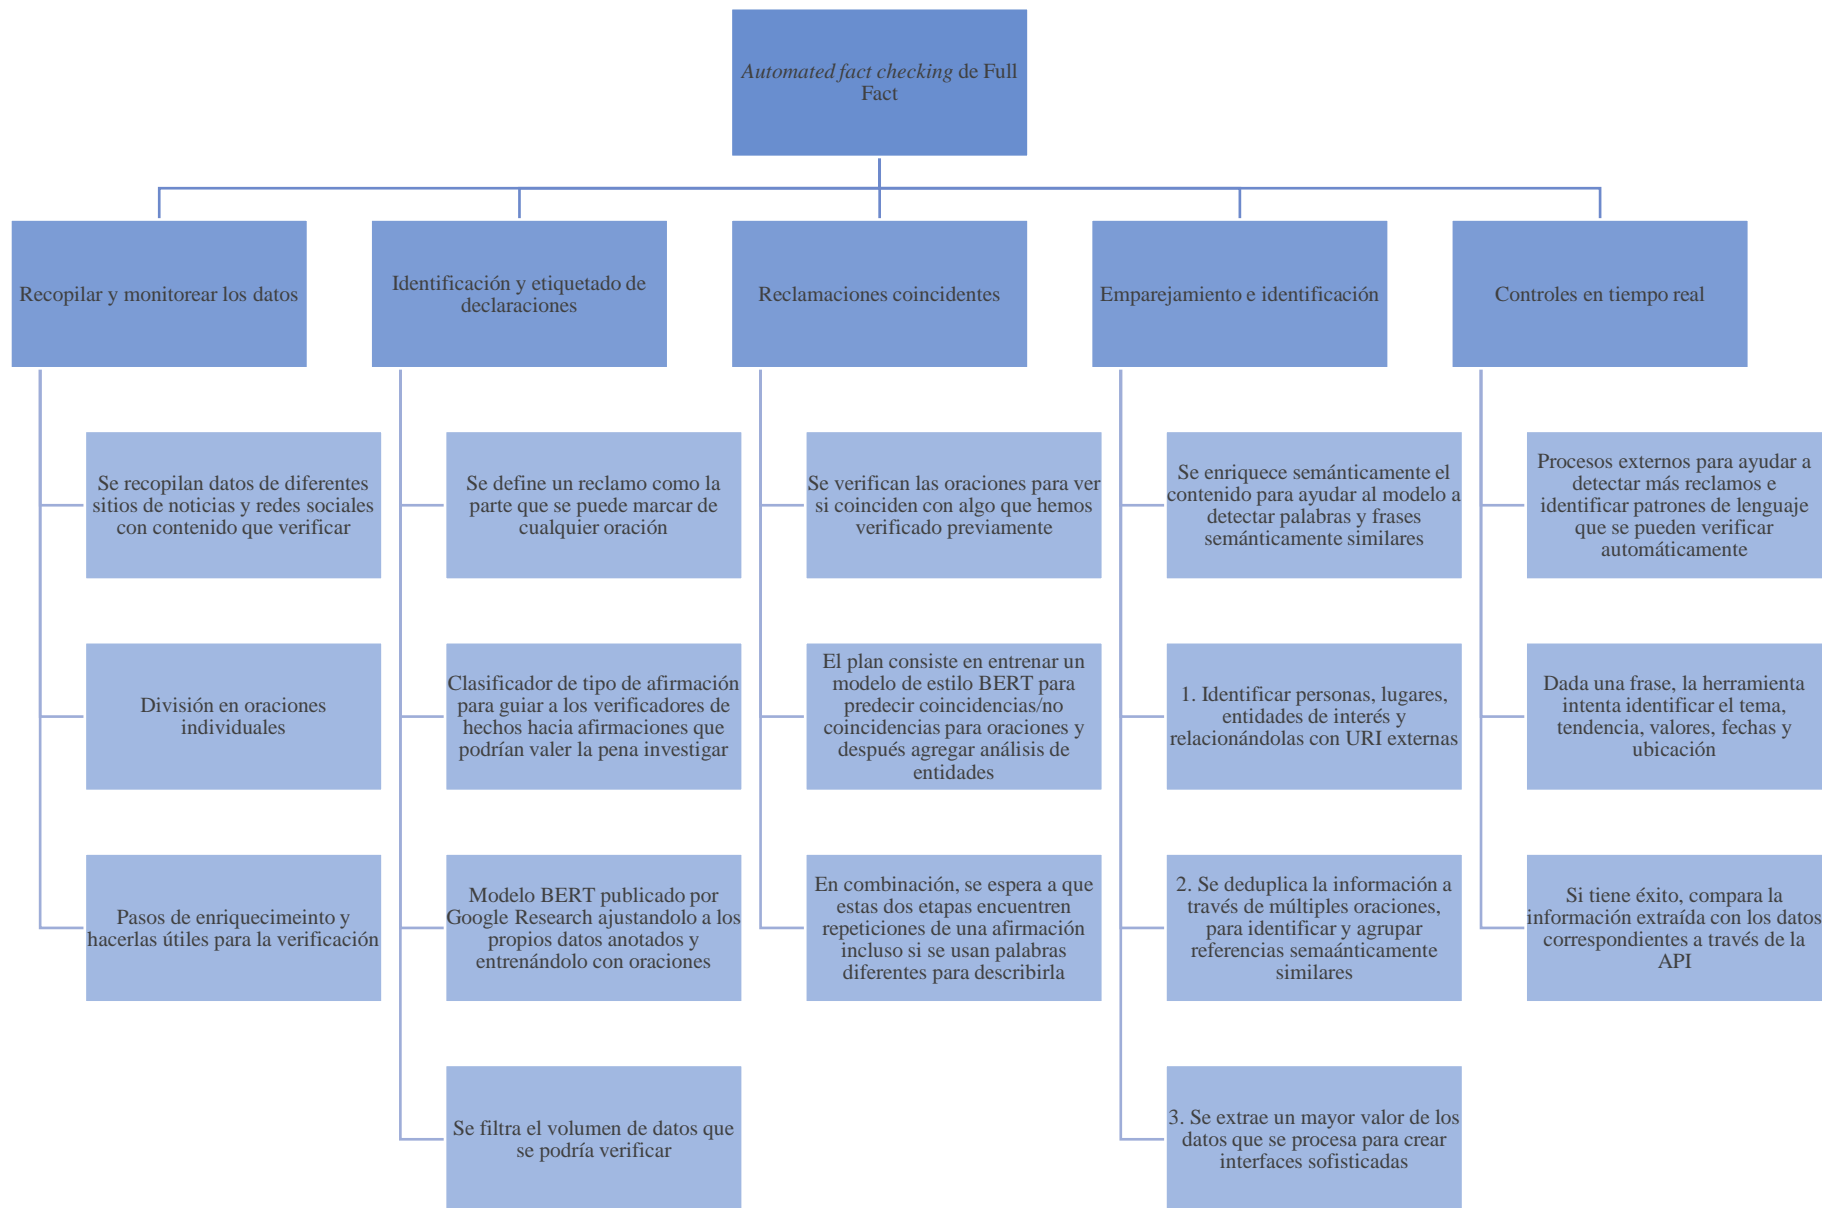 Automated fact checking de Full
Fact
Recopilar y monitorear los datos
Identificación y etiquetado de
declaraciones
Reclamaciones coincidentes
Emparejamiento e identificación
Controles en tiempo real
Se recopilan datos de diferentes
sitios de noticias y redes sociales
con contenido que verificar
División en oraciones
individuales
Pasos de enriquecimeinto y
hacerlas útiles para la verificación
Se define un reclamo como la
parte que se puede marcar de
cualquier oración
Clasificador de tipo de afirmación
para guiar a los verificadores de
hechos hacia afirmaciones que
podrían valer la pena investigar
Modelo BERT publicado por
Google Research ajustandolo a los
propios datos anotados y
entrenándolo con oraciones
Se filtra el volumen de datos que
se podría verificar
Se verifican las oraciones para ver
si coinciden con algo que hemos
verificado previamente
El plan consiste en entrenar un
modelo de estilo BERT para
predecir coincidencias/no
coincidencias para oraciones y
después agregar análisis de
entidades
En combinación, se espera a que
estas dos etapas encuentren
repeticiones de una afirmación
incluso si se usan palabras
diferentes para describirla
Se enriquece semánticamente el
contenido para ayudar al modelo a
detectar palabras y frases
semánticamente similares
1. Identificar personas, lugares,
entidades de interés y
relacionándolas con URI externas
2. Se deduplica la información a
través de múltiples oraciones,
para identificar y agrupar
referencias semaánticamente
similares
3. Se extrae un mayor valor de los
datos que se procesa para crear
interfaces sofisticadas
Procesos externos para ayudar a
detectar más reclamos e
identificar patrones de lenguaje
que se pueden verificar
automáticamente
Dada una frase, la herramienta
intenta identificar el tema,
tendencia, valores, fechas y
ubicación
Si tiene éxito, compara la
información extraída con los datos
correspondientes a través de la
API